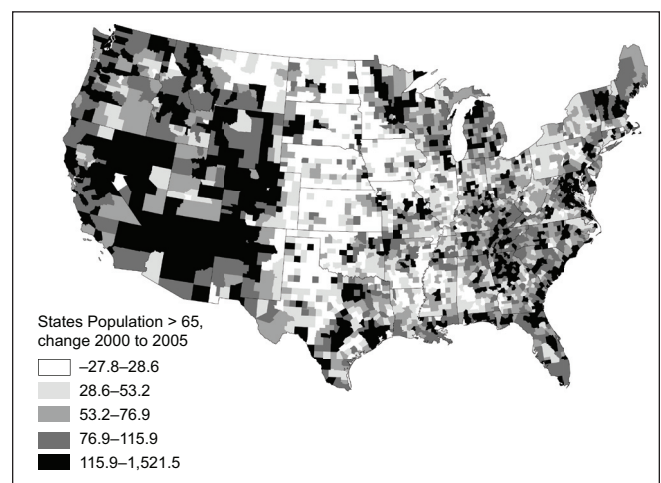 States Population > 65,
change 2000 to 2005
–27.8–28.6
28.6–53.2
53.2–76.9
76.9–115.9
115.9–1,521.5